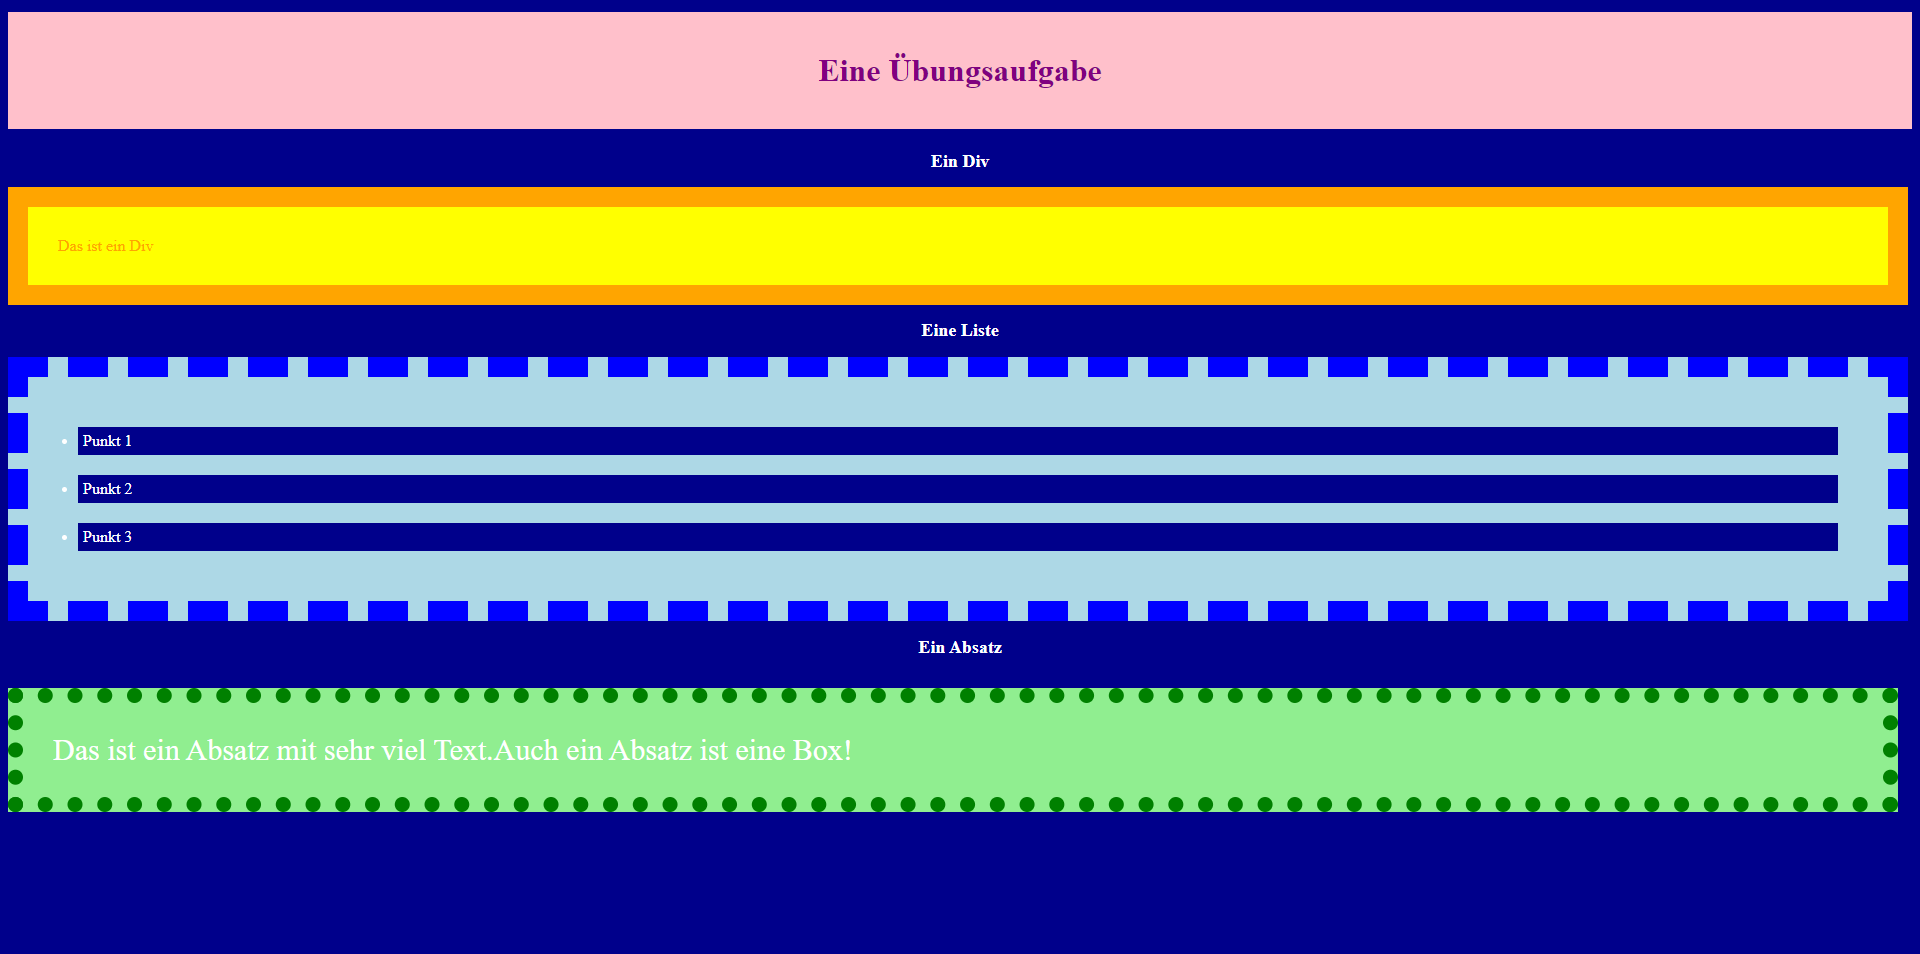 Eine Übungsaufgabe
Ein Div
Das ist ein Div
Eine Liste
Punkt 1
Punkt 2
Punkt 3
Ein Absatz
Das ist ein Absatz mit sehr viel Text.Auch ein Absatz ist eine Box!